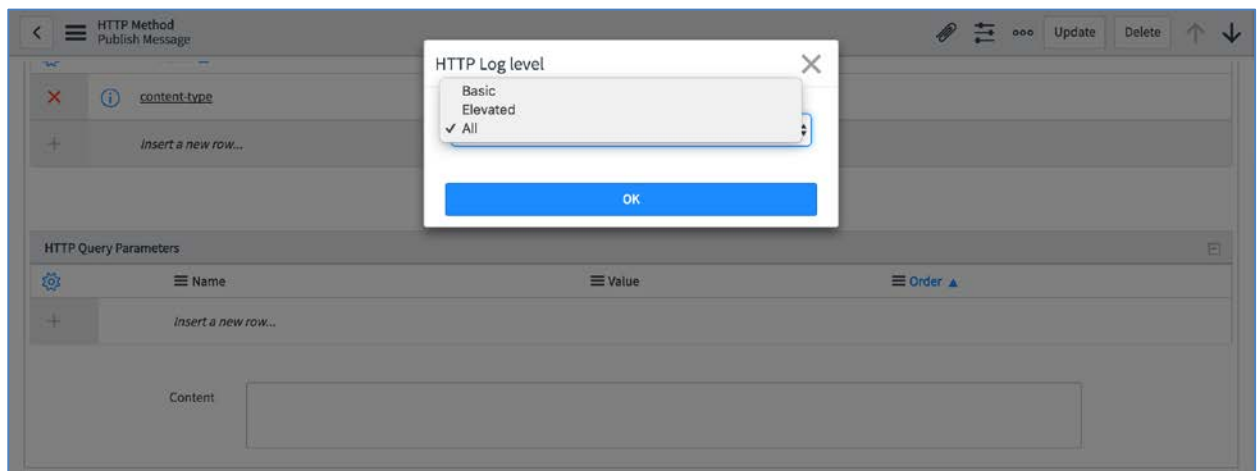 HTTP Method
Publish Message
Update
Delete
HTTP Log level
Basic
Elevated
✓ All
content-type
Insert a new row...
OK
HTTP Query Parameters
Name
Value
Order ▲
Insert a new row...
Content